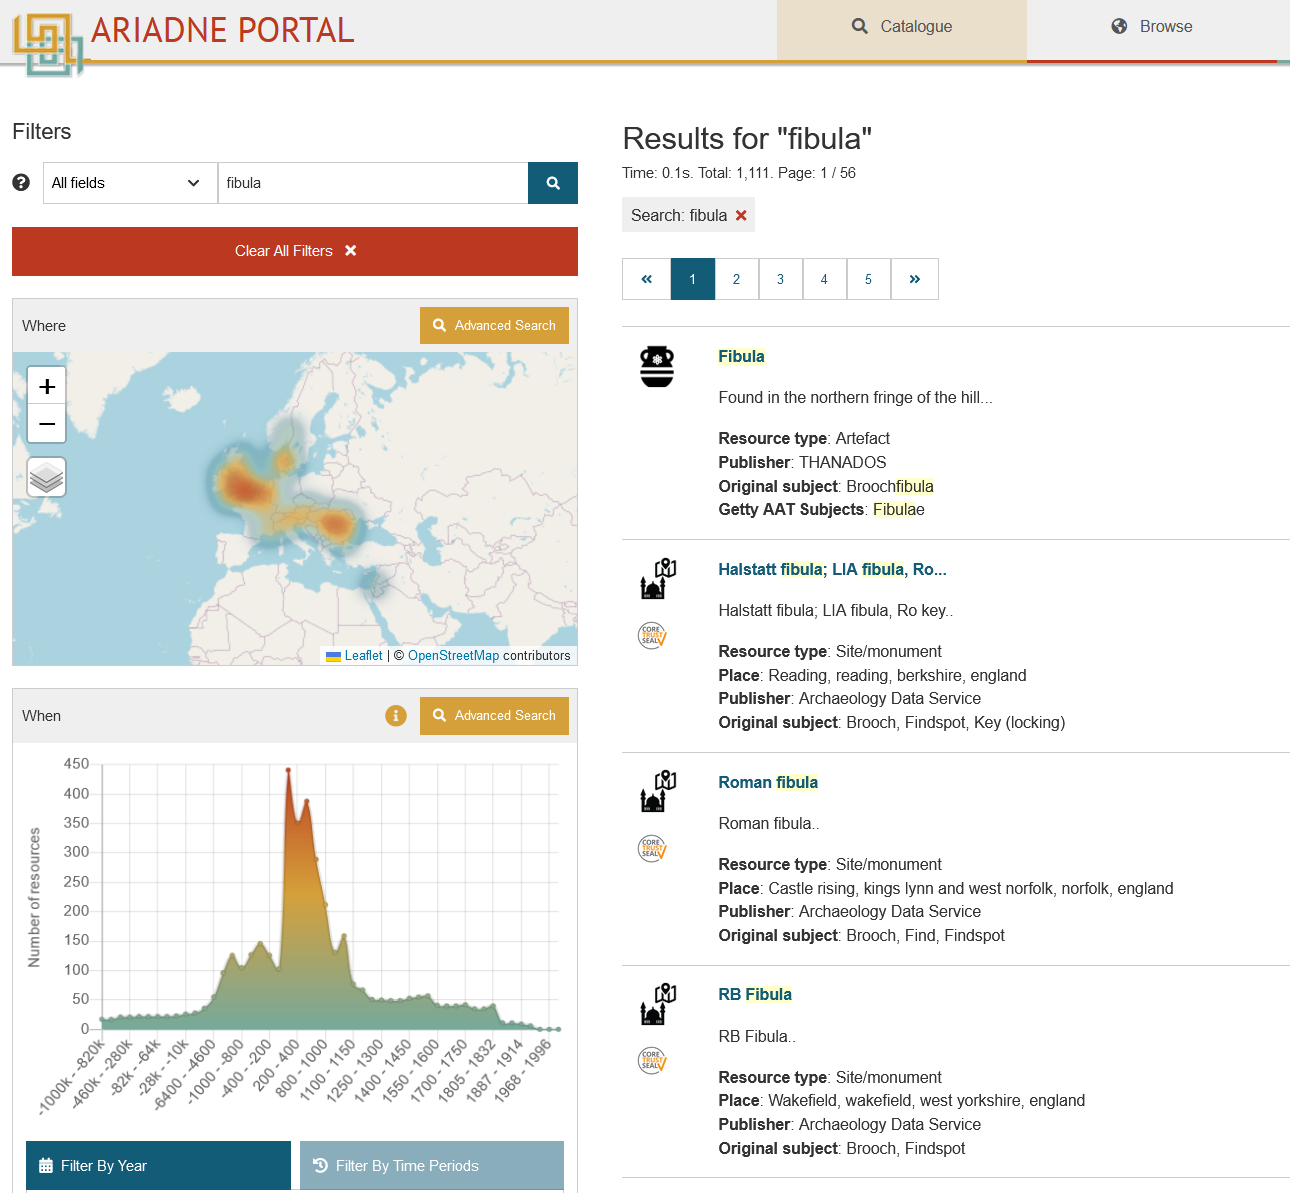 ARIADNE PORTAL
Catalogue
Browse
Filters
All fields
fibula
Clear All Filters
Where
Advanced Search
+
−
Leaflet | © OpenStreetMap contributors
When
Advanced Search
Number of resources
450
400
350
300
250
200
150
100
50
0
-1000k - -820k
-460k - -280k
-82k - -64k
-28k - -10k
-6400 - -4600
-1000 - -800
-400 - -200
200 - 400
800 - 1000
1100 - 1150
1250 - 1300
1400 - 1450
1550 - 1600
1700 - 1750
1805 - 1832
1887 - 1914
1968 - 1996
Filter By Year
Filter By Time Periods
Results for "fibula"
Time: 0.1s. Total: 1,111. Page: 1 / 56
Search: fibula
« 1 2 3 4 5 »
Fibula
Found in the northern fringe of the hill...
Resource type: Artefact
Publisher: THANADOS
Original subject: Broochfibula
Getty AAT Subjects: Fibulae
Halstatt fibula; LIA fibula, Ro...
Halstatt fibula; LIA fibula, Ro key..
CORE TRUST SEAL
Resource type: Site/monument
Place: Reading, reading, berkshire, england
Publisher: Archaeology Data Service
Original subject: Brooch, Findspot, Key (locking)
Roman fibula
Roman fibula..
CORE TRUST SEAL
Resource type: Site/monument
Place: Castle rising, kings lynn and west norfolk, norfolk, england
Publisher: Archaeology Data Service
Original subject: Brooch, Find, Findspot
RB Fibula
RB Fibula..
CORE TRUST SEAL
Resource type: Site/monument
Place: Wakefield, wakefield, west yorkshire, england
Publisher: Archaeology Data Service
Original subject: Brooch, Findspot